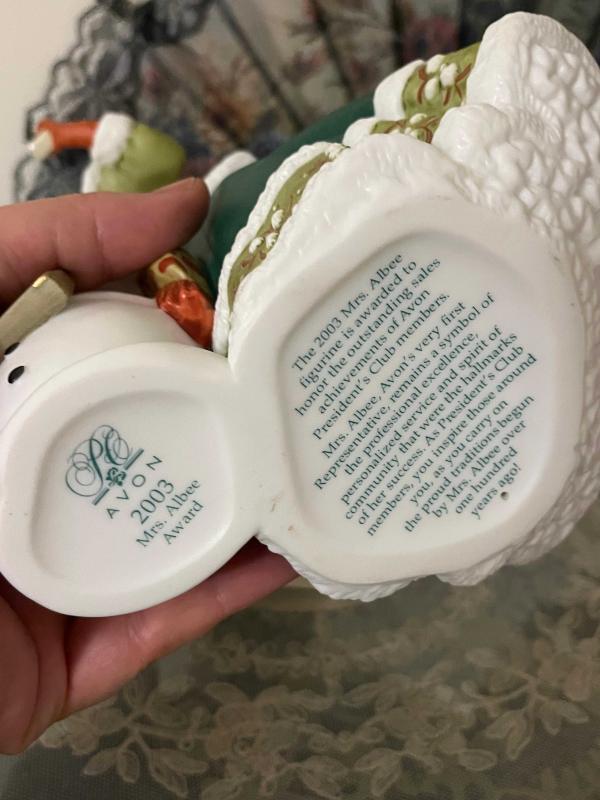 PC
AVON
2003
Mrs. Albee
Award
The 2003 Mrs. Albee
figurine is awarded to
honor the outstanding sales
achievements of Avon
President's Club members.
Mrs. Albee, Avon's very first
Representative, remains a symbol of
the professional excellence,
personalized service and spirit of
community that were the hallmarks
of her success. As President's Club
members, you inspire those around
you, as you carry on
the proud traditions begun
by Mrs. Albee over
one hundred
years ago!